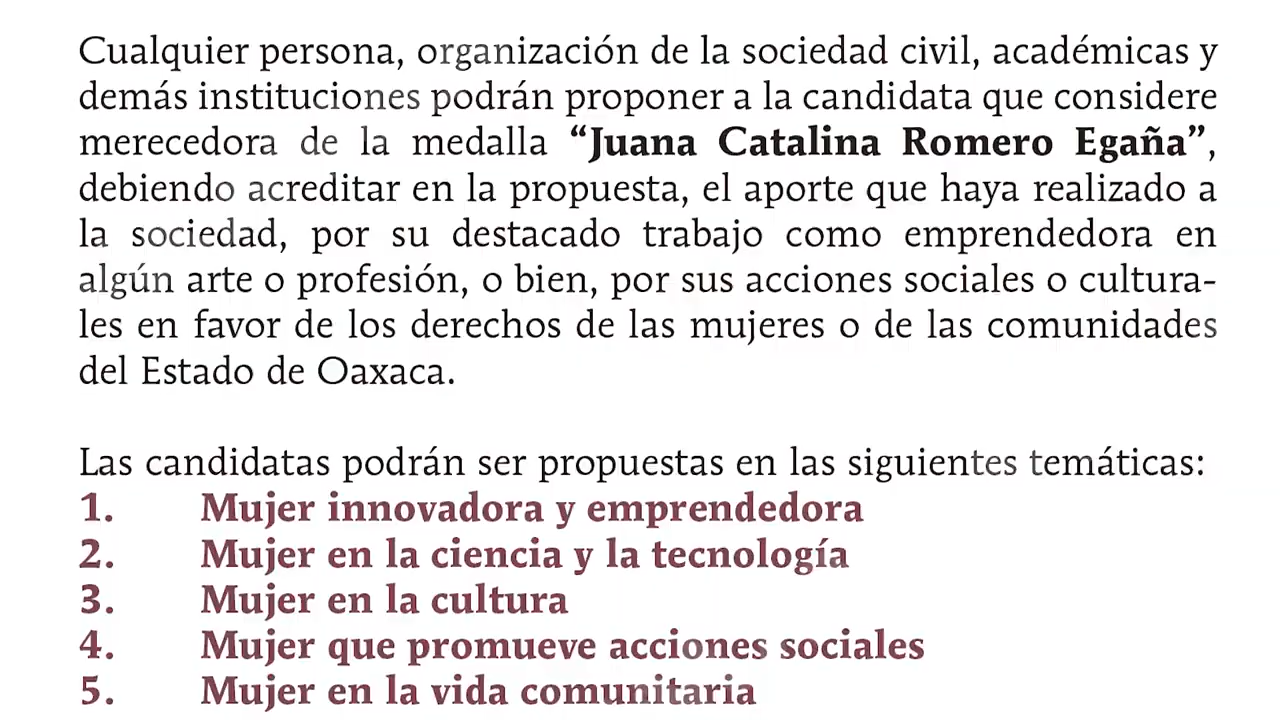 Cualquier persona, organización de la sociedad civil, académicas y
demás instituciones podrán proponer a la candidata que considere
merecedora de la medalla “Juana Catalina Romero Egaña”,
debiendo acreditar en la propuesta, el aporte que haya realizado a
la sociedad, por su destacado trabajo como emprendedora en
algún arte o profesión, o bien, por sus acciones sociales o cultura-
les en favor de los derechos de las mujeres o de las comunidades
del Estado de Oaxaca.
Las candidatas podrán ser propuestas en las siguientes temáticas:
1. Mujer innovadora y emprendedora
2. Mujer en la ciencia y la tecnología
3. Mujer en la cultura
4. Mujer que promueve acciones sociales
5. Mujer en la vida comunitaria